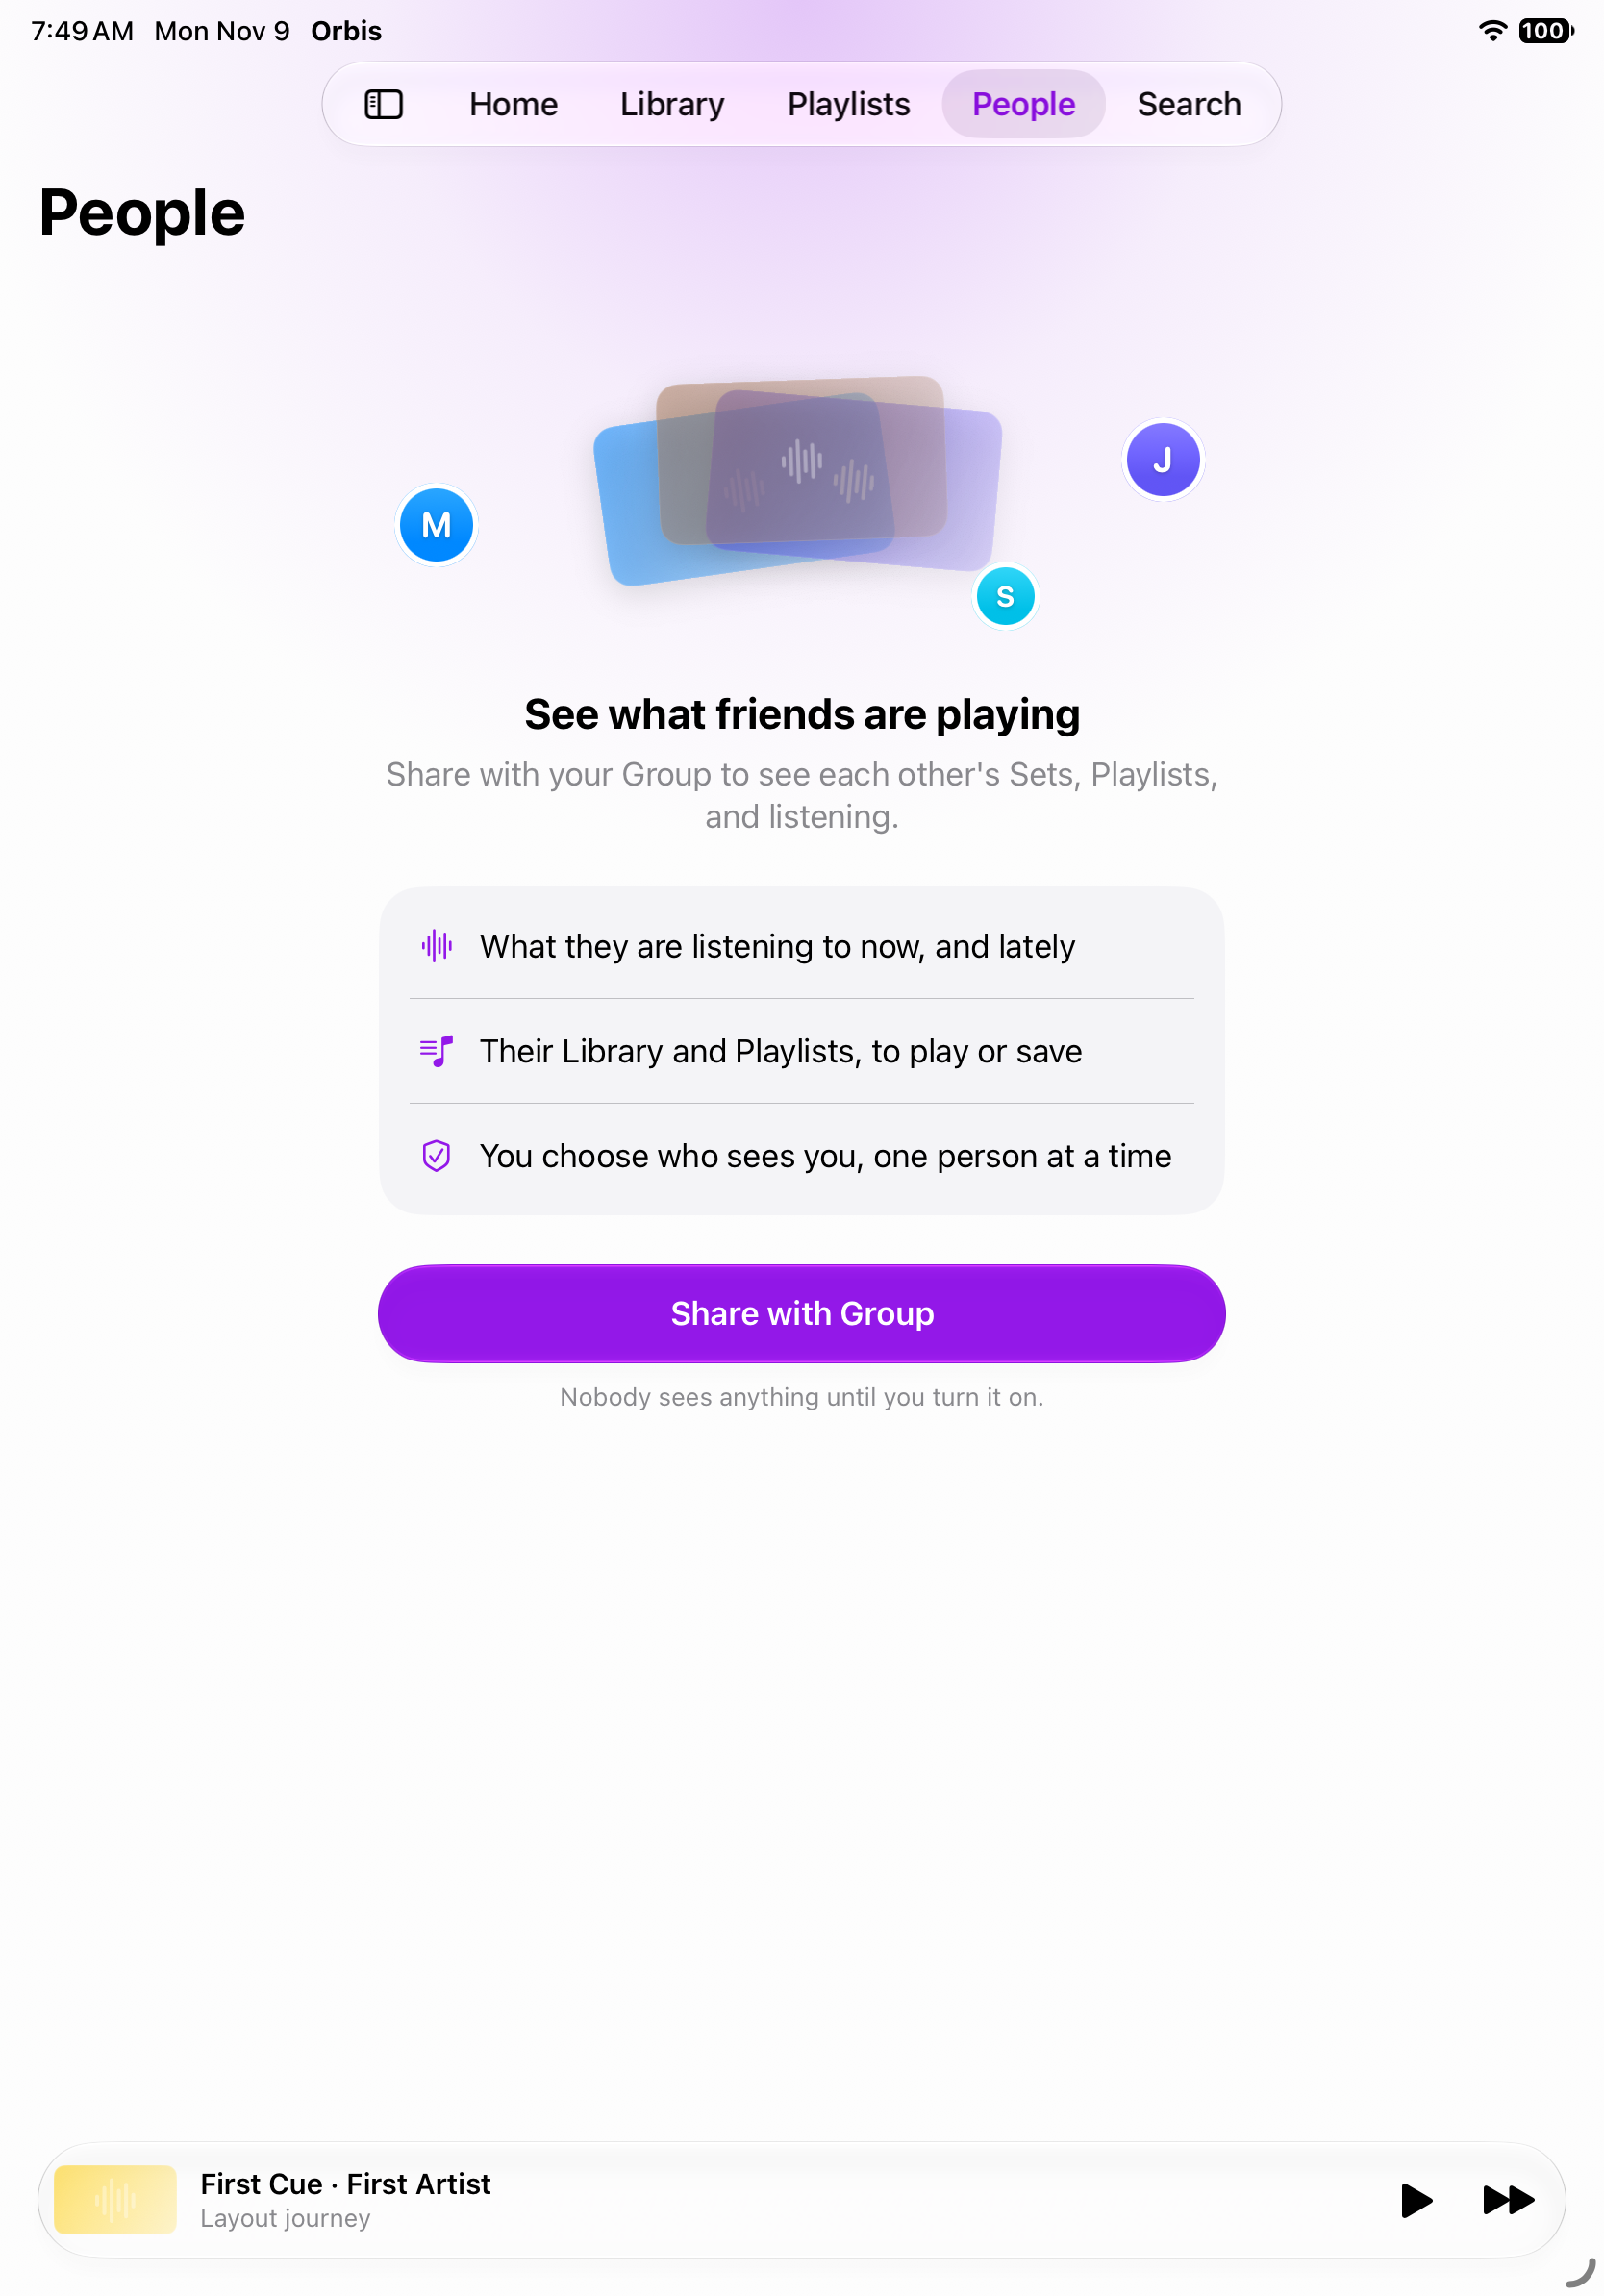 7:49 AM Mon Nov 9 Orbis
100
Home Library Playlists People Search
People
M
J
S
See what friends are playing
Share with your Group to see each other's Sets, Playlists,
and listening.
What they are listening to now, and lately
Their Library and Playlists, to play or save
You choose who sees you, one person at a time
Share with Group
Nobody sees anything until you turn it on.
First Cue · First Artist
Layout journey